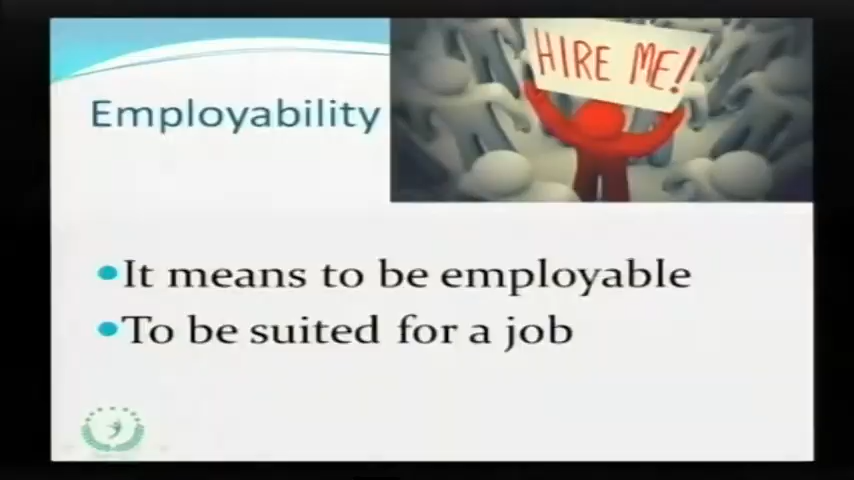 HIRE ME!
Employability
It means to be employable
To be suited for a job